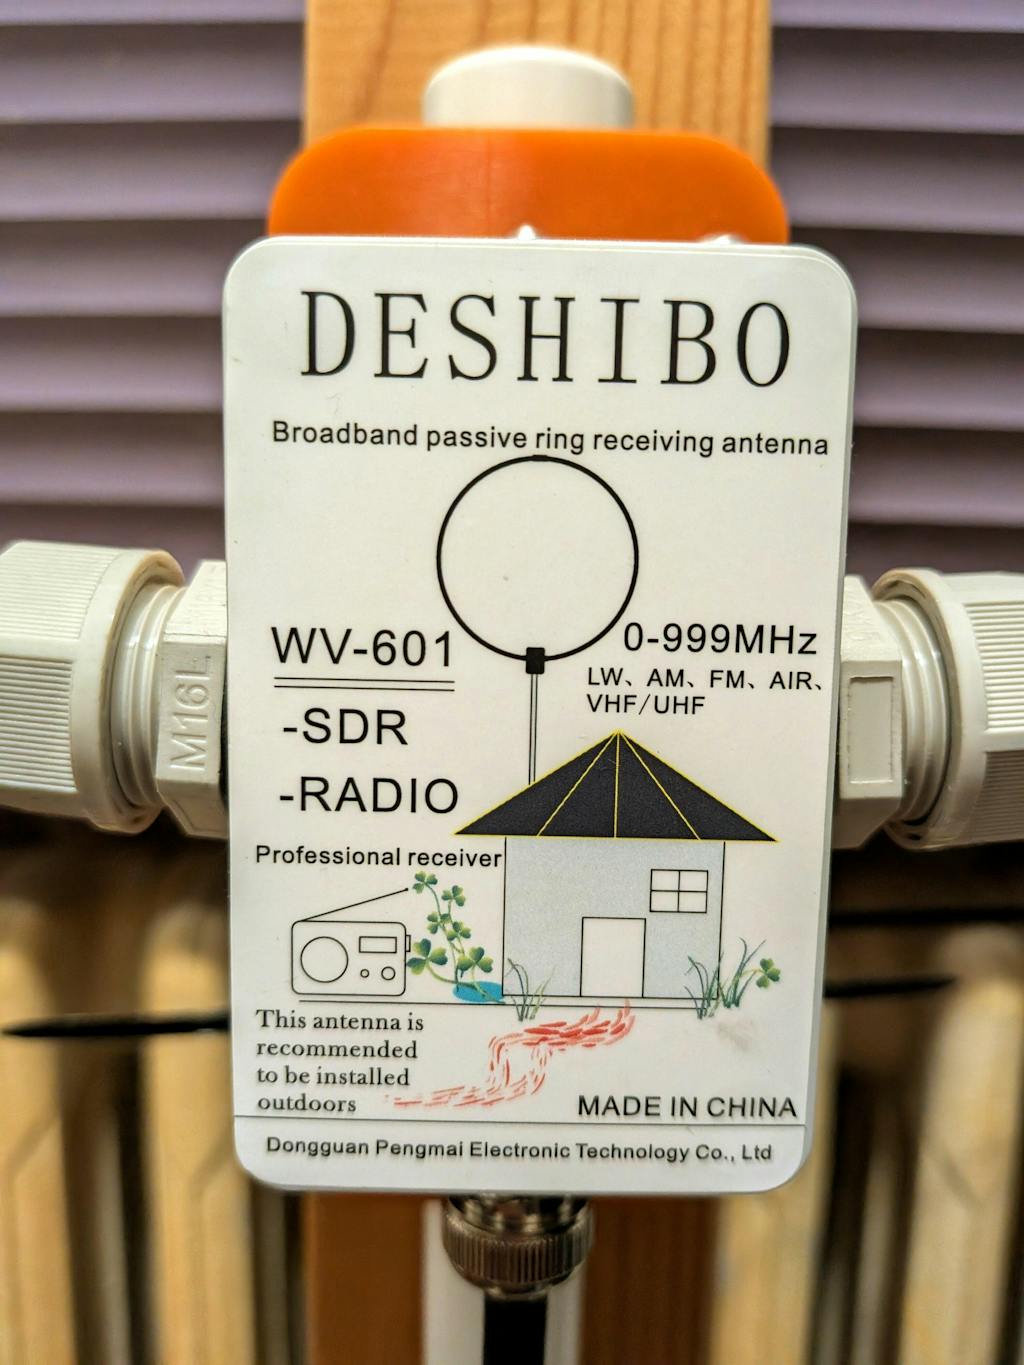 DESHIBO
Broadband passive ring receiving antenna
WV-601
0-999MHz
LW、AM、FM、AIR、
VHF/UHF
-SDR
-RADIO
Professional receiver
This antenna is
recommended
to be installed
outdoors
MADE IN CHINA
Dongguan Pengmai Electronic Technology Co., Ltd
M16L